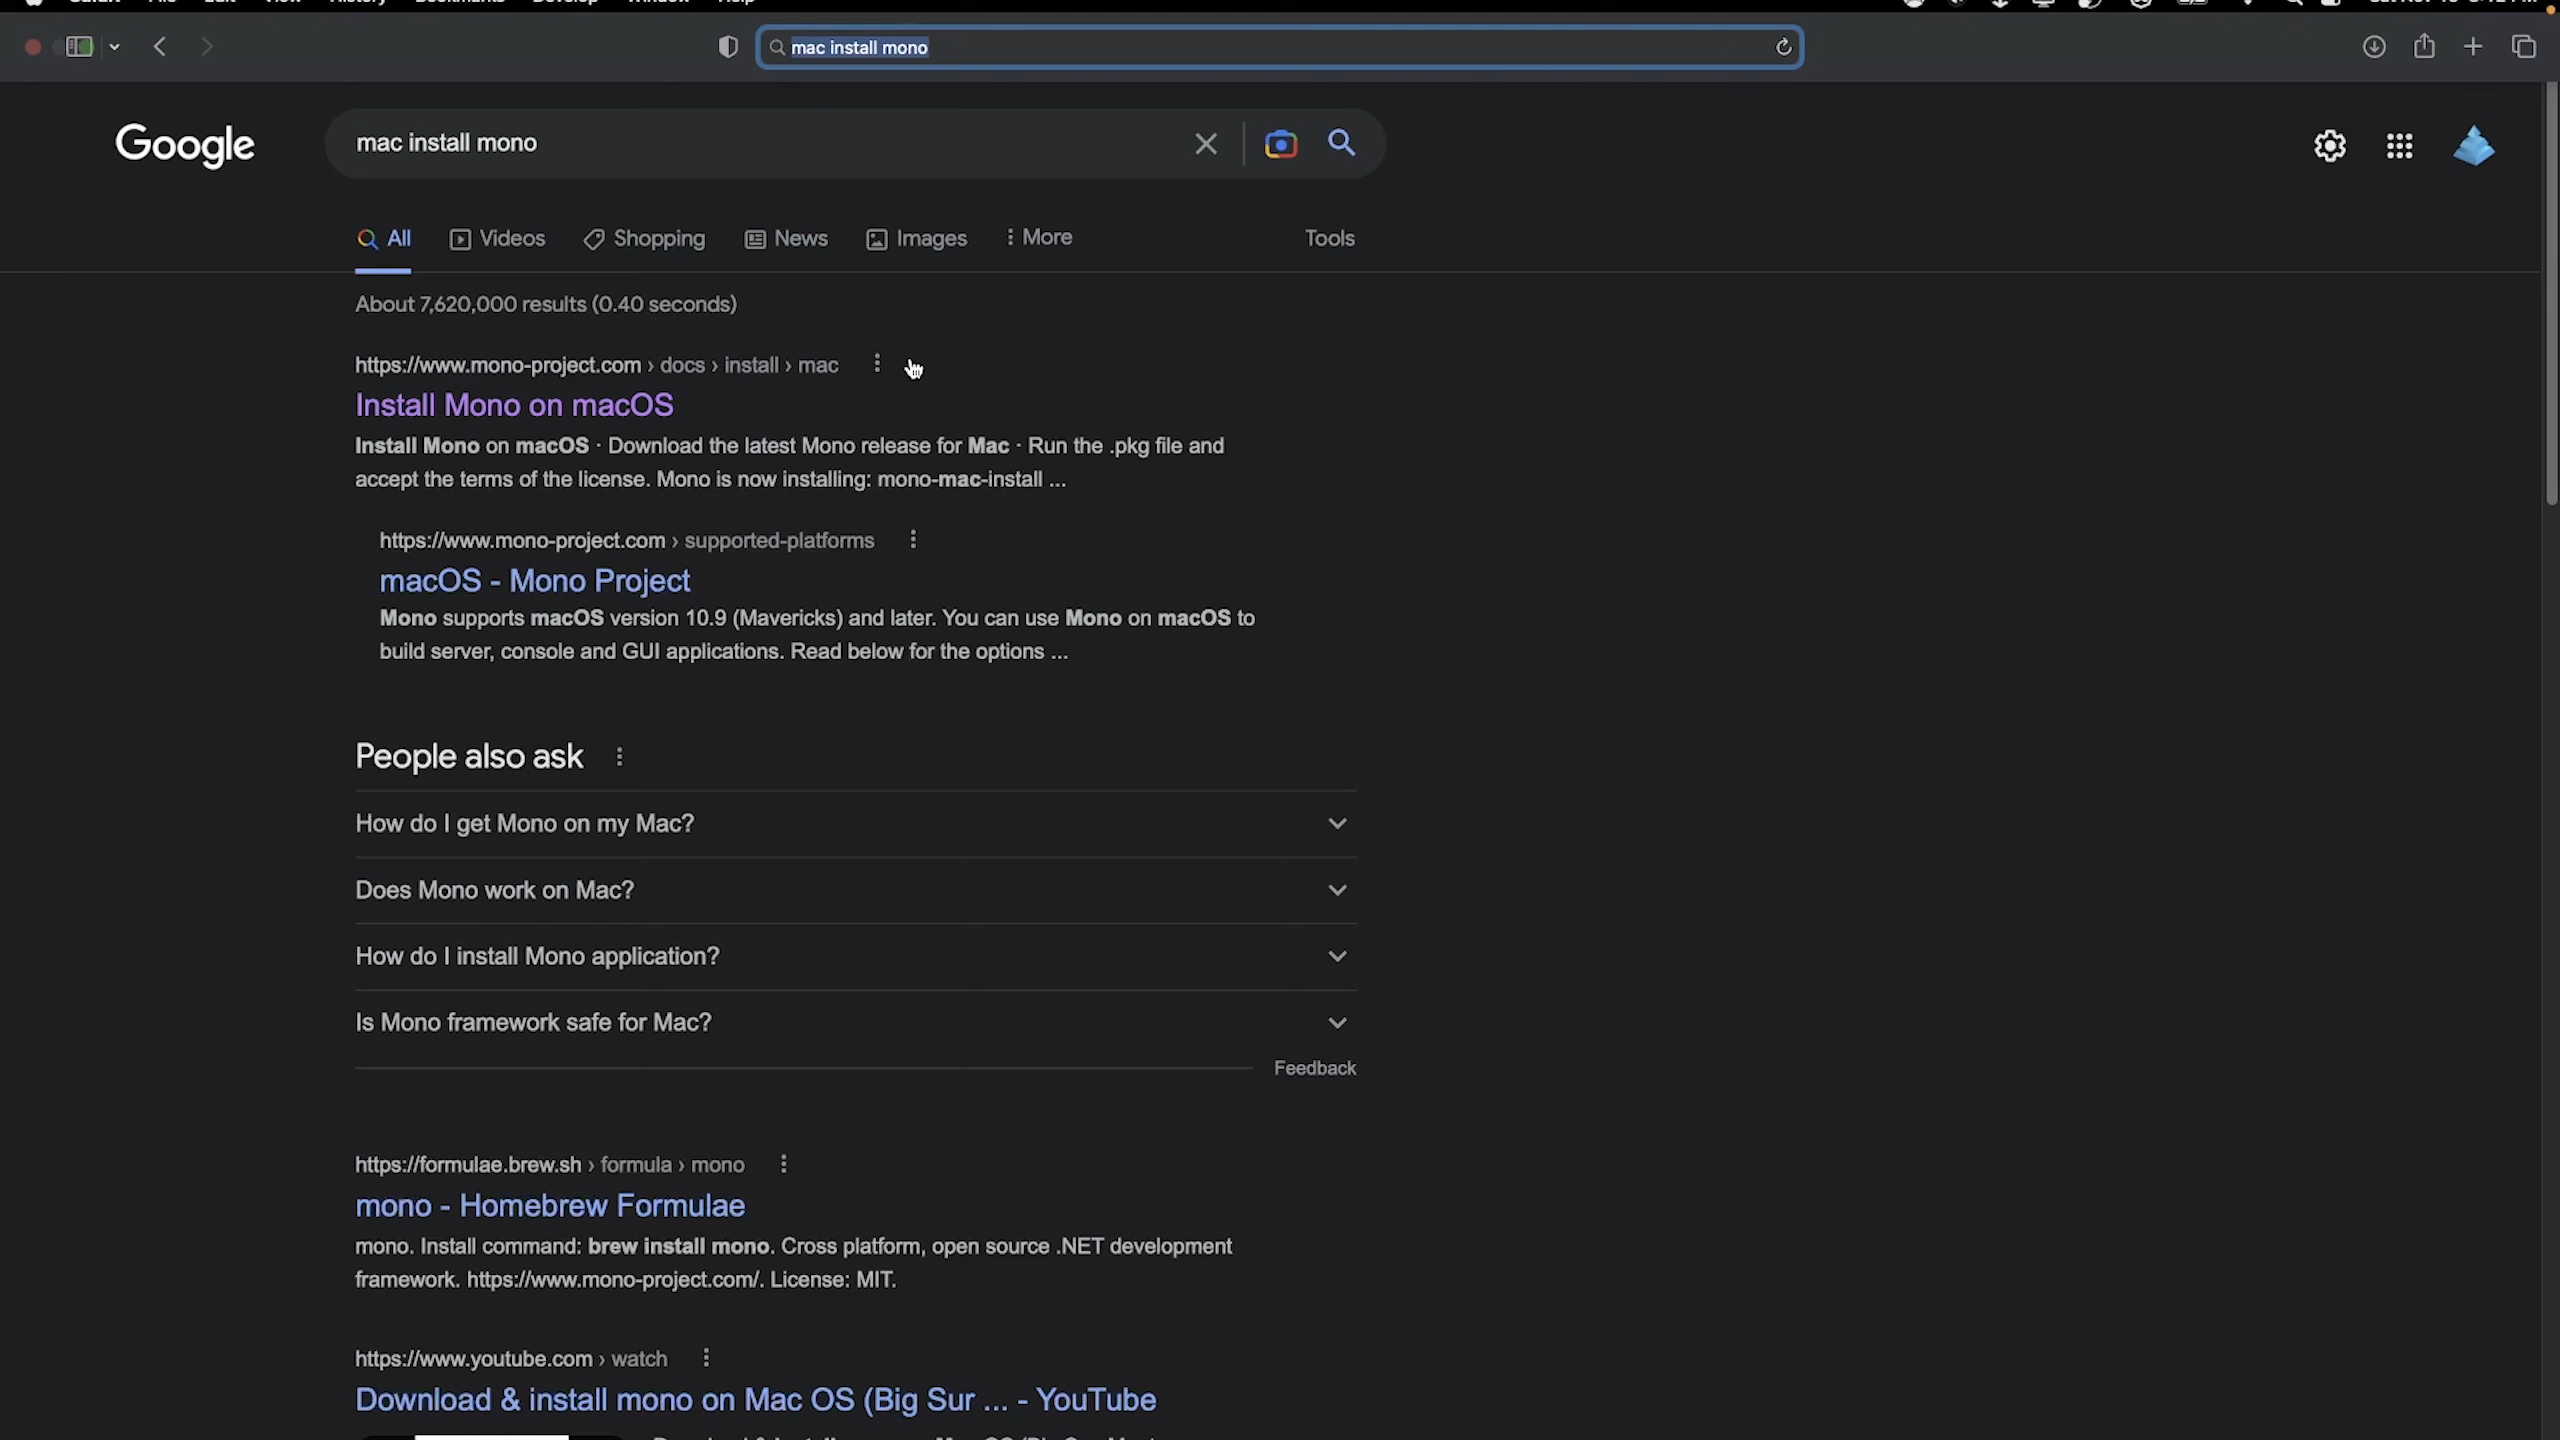 mac install mono
Google
mac install mono
All
Videos
Shopping
News
Images
More
Tools
About 7,620,000 results (0.40 seconds)
https://www.mono-project.com › docs › install › mac
Install Mono on macOS
Install Mono on macOS · Download the latest Mono release for Mac · Run the .pkg file and
accept the terms of the license. Mono is now installing: mono-mac-install ...
https://www.mono-project.com › supported-platforms
macOS - Mono Project
Mono supports macOS version 10.9 (Mavericks) and later. You can use Mono on macOS to
build server, console and GUI applications. Read below for the options ...
People also ask
How do I get Mono on my Mac?
Does Mono work on Mac?
How do I install Mono application?
Is Mono framework safe for Mac?
Feedback
https://formulae.brew.sh › formula › mono
mono - Homebrew Formulae
mono. Install command: brew install mono. Cross platform, open source .NET development
framework. https://www.mono-project.com/. License: MIT.
https://www.youtube.com › watch
Download & install mono on Mac OS (Big Sur ... - YouTube